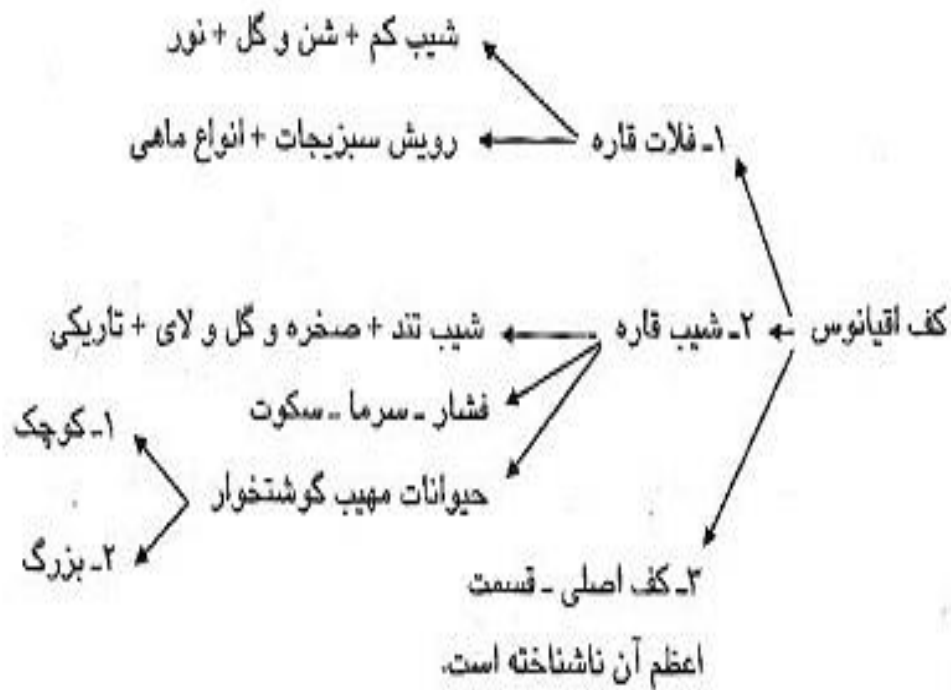 کف اقیانوس
۱ـ فلات قاره
شیب کم + شن و گل + نور
رویش سبزیجات + انواع ماهی
۲ـ شیب قاره
شیب تند + صخره و گل و لای + تاریکی
فشار ـ سرما ـ سکوت
حیوانات مهیب گوشتخوار
۱ـ کوچک
۲ـ بزرگ
۳ـ کف اصلی ـ قسمت
اعظم آن ناشناخته است.